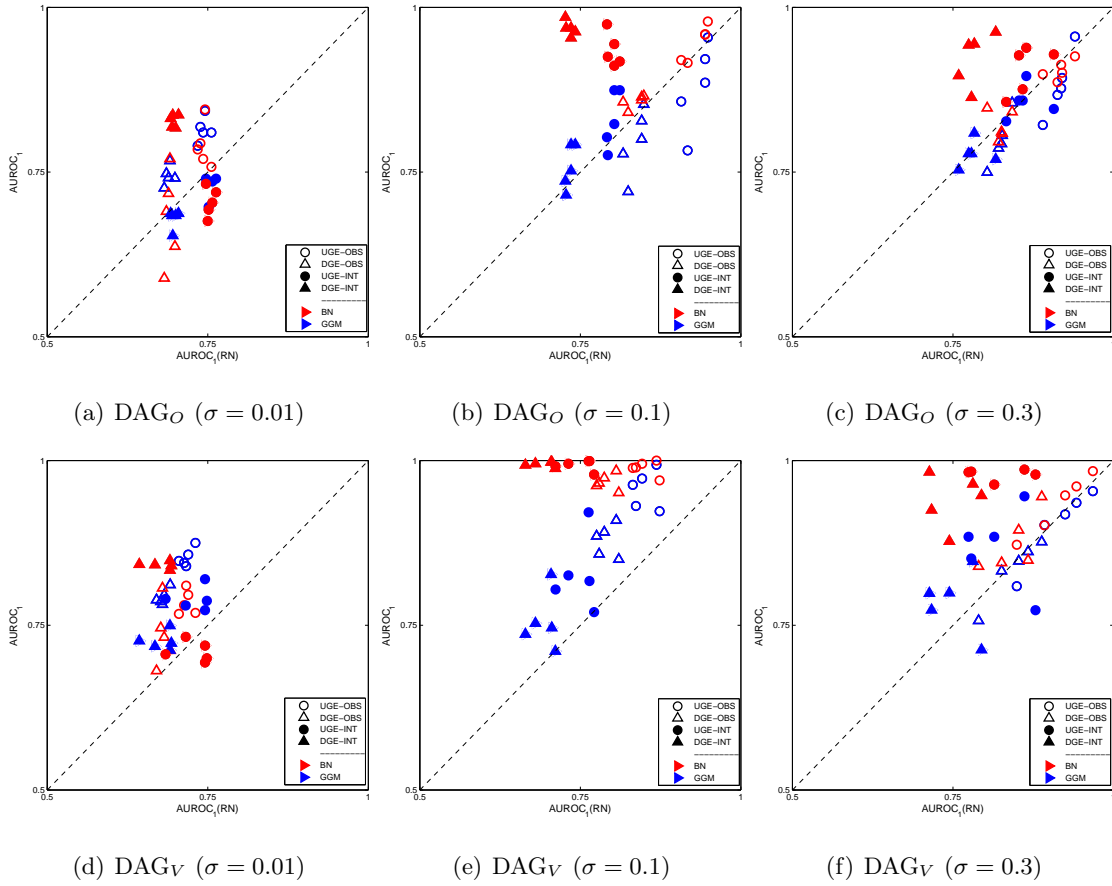 1
0.75
0.5
0.5
0.75
1
AUROC₁
AUROC₁(RN)
UGE−OBS
DGE−OBS
UGE−INT
DGE−INT
−−−−−−−−−
BN
GGM
1
0.75
0.5
0.5
0.75
1
AUROC₁
AUROC₁(RN)
UGE−OBS
DGE−OBS
UGE−INT
DGE−INT
−−−−−−−−−
BN
GGM
1
0.75
0.5
0.5
0.75
AUROC₁
AUROC₁(RN)
UGE−OBS
DGE−OBS
UGE−INT
DGE−INT
−−−−−−−−−
BN
GGM
(a) DAG_O (σ = 0.01)
(b) DAG_O (σ = 0.1)
(c) DAG_O (σ = 0.3)
1
0.75
0.5
0.5
0.75
1
AUROC₁
AUROC₁(RN)
UGE−OBS
DGE−OBS
UGE−INT
DGE−INT
−−−−−−−−−
BN
GGM
1
0.75
0.5
0.5
0.75
1
AUROC₁
AUROC₁(RN)
UGE−OBS
DGE−OBS
UGE−INT
DGE−INT
−−−−−−−−−
BN
GGM
1
0.75
0.5
0.5
0.75
AUROC₁
AUROC₁(RN)
UGE−OBS
DGE−OBS
UGE−INT
DGE−INT
−−−−−−−−−
BN
GGM
(d) DAG_V (σ = 0.01)
(e) DAG_V (σ = 0.1)
(f) DAG_V (σ = 0.3)